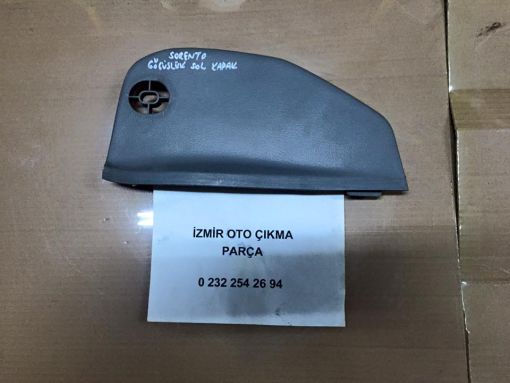 SORENTO
GÖĞÜSLÜK SOL KAPAK
İZMİR OTO ÇIKMA
PARÇA
0 232 254 26 94